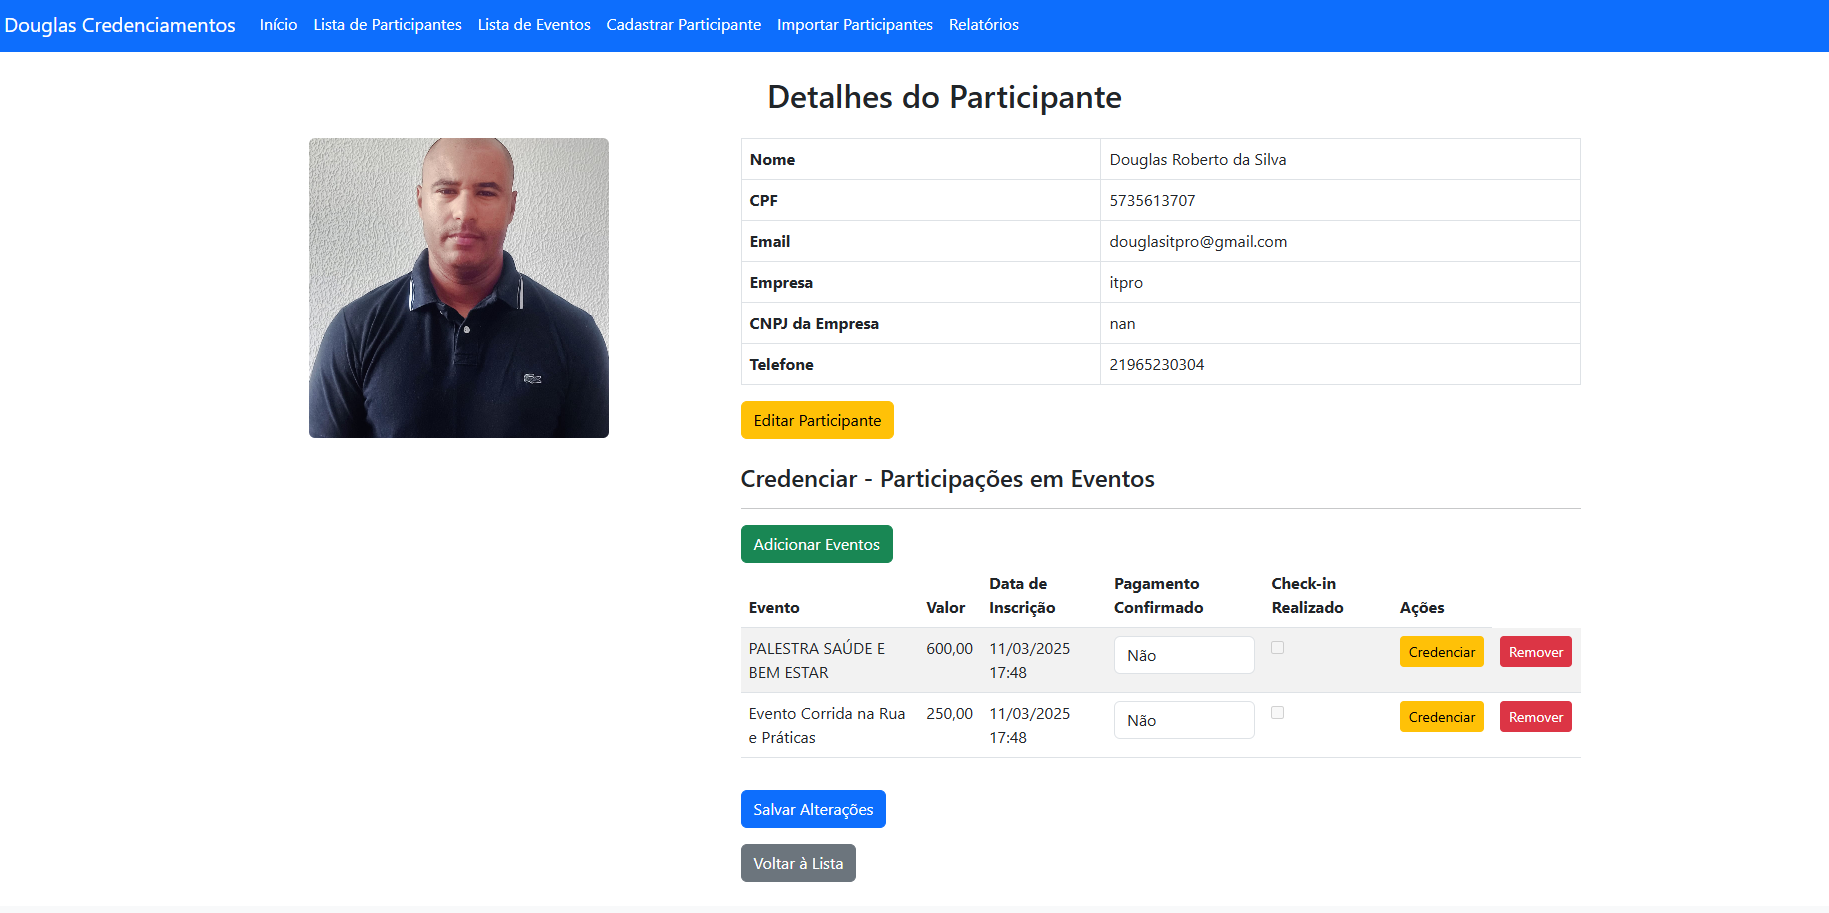 Douglas Credenciamentos Início Lista de Participantes Lista de Eventos Cadastrar Participante Importar Participantes Relatórios
Detalhes do Participante
Nome Douglas Roberto da Silva
CPF 5735613707
Email douglasitpro@gmail.com
Empresa itpro
CNPJ da Empresa nan
Telefone 21965230304
Editar Participante
Credenciar - Participações em Eventos
Adicionar Eventos
Evento Valor Data de Inscrição Pagamento Confirmado Check-in Realizado Ações
PALESTRA SAÚDE E BEM ESTAR 600,00 11/03/2025 17:48 Não Credenciar Remover
Evento Corrida na Rua e Práticas 250,00 11/03/2025 17:48 Não Credenciar Remover
Salvar Alterações
Voltar à Lista